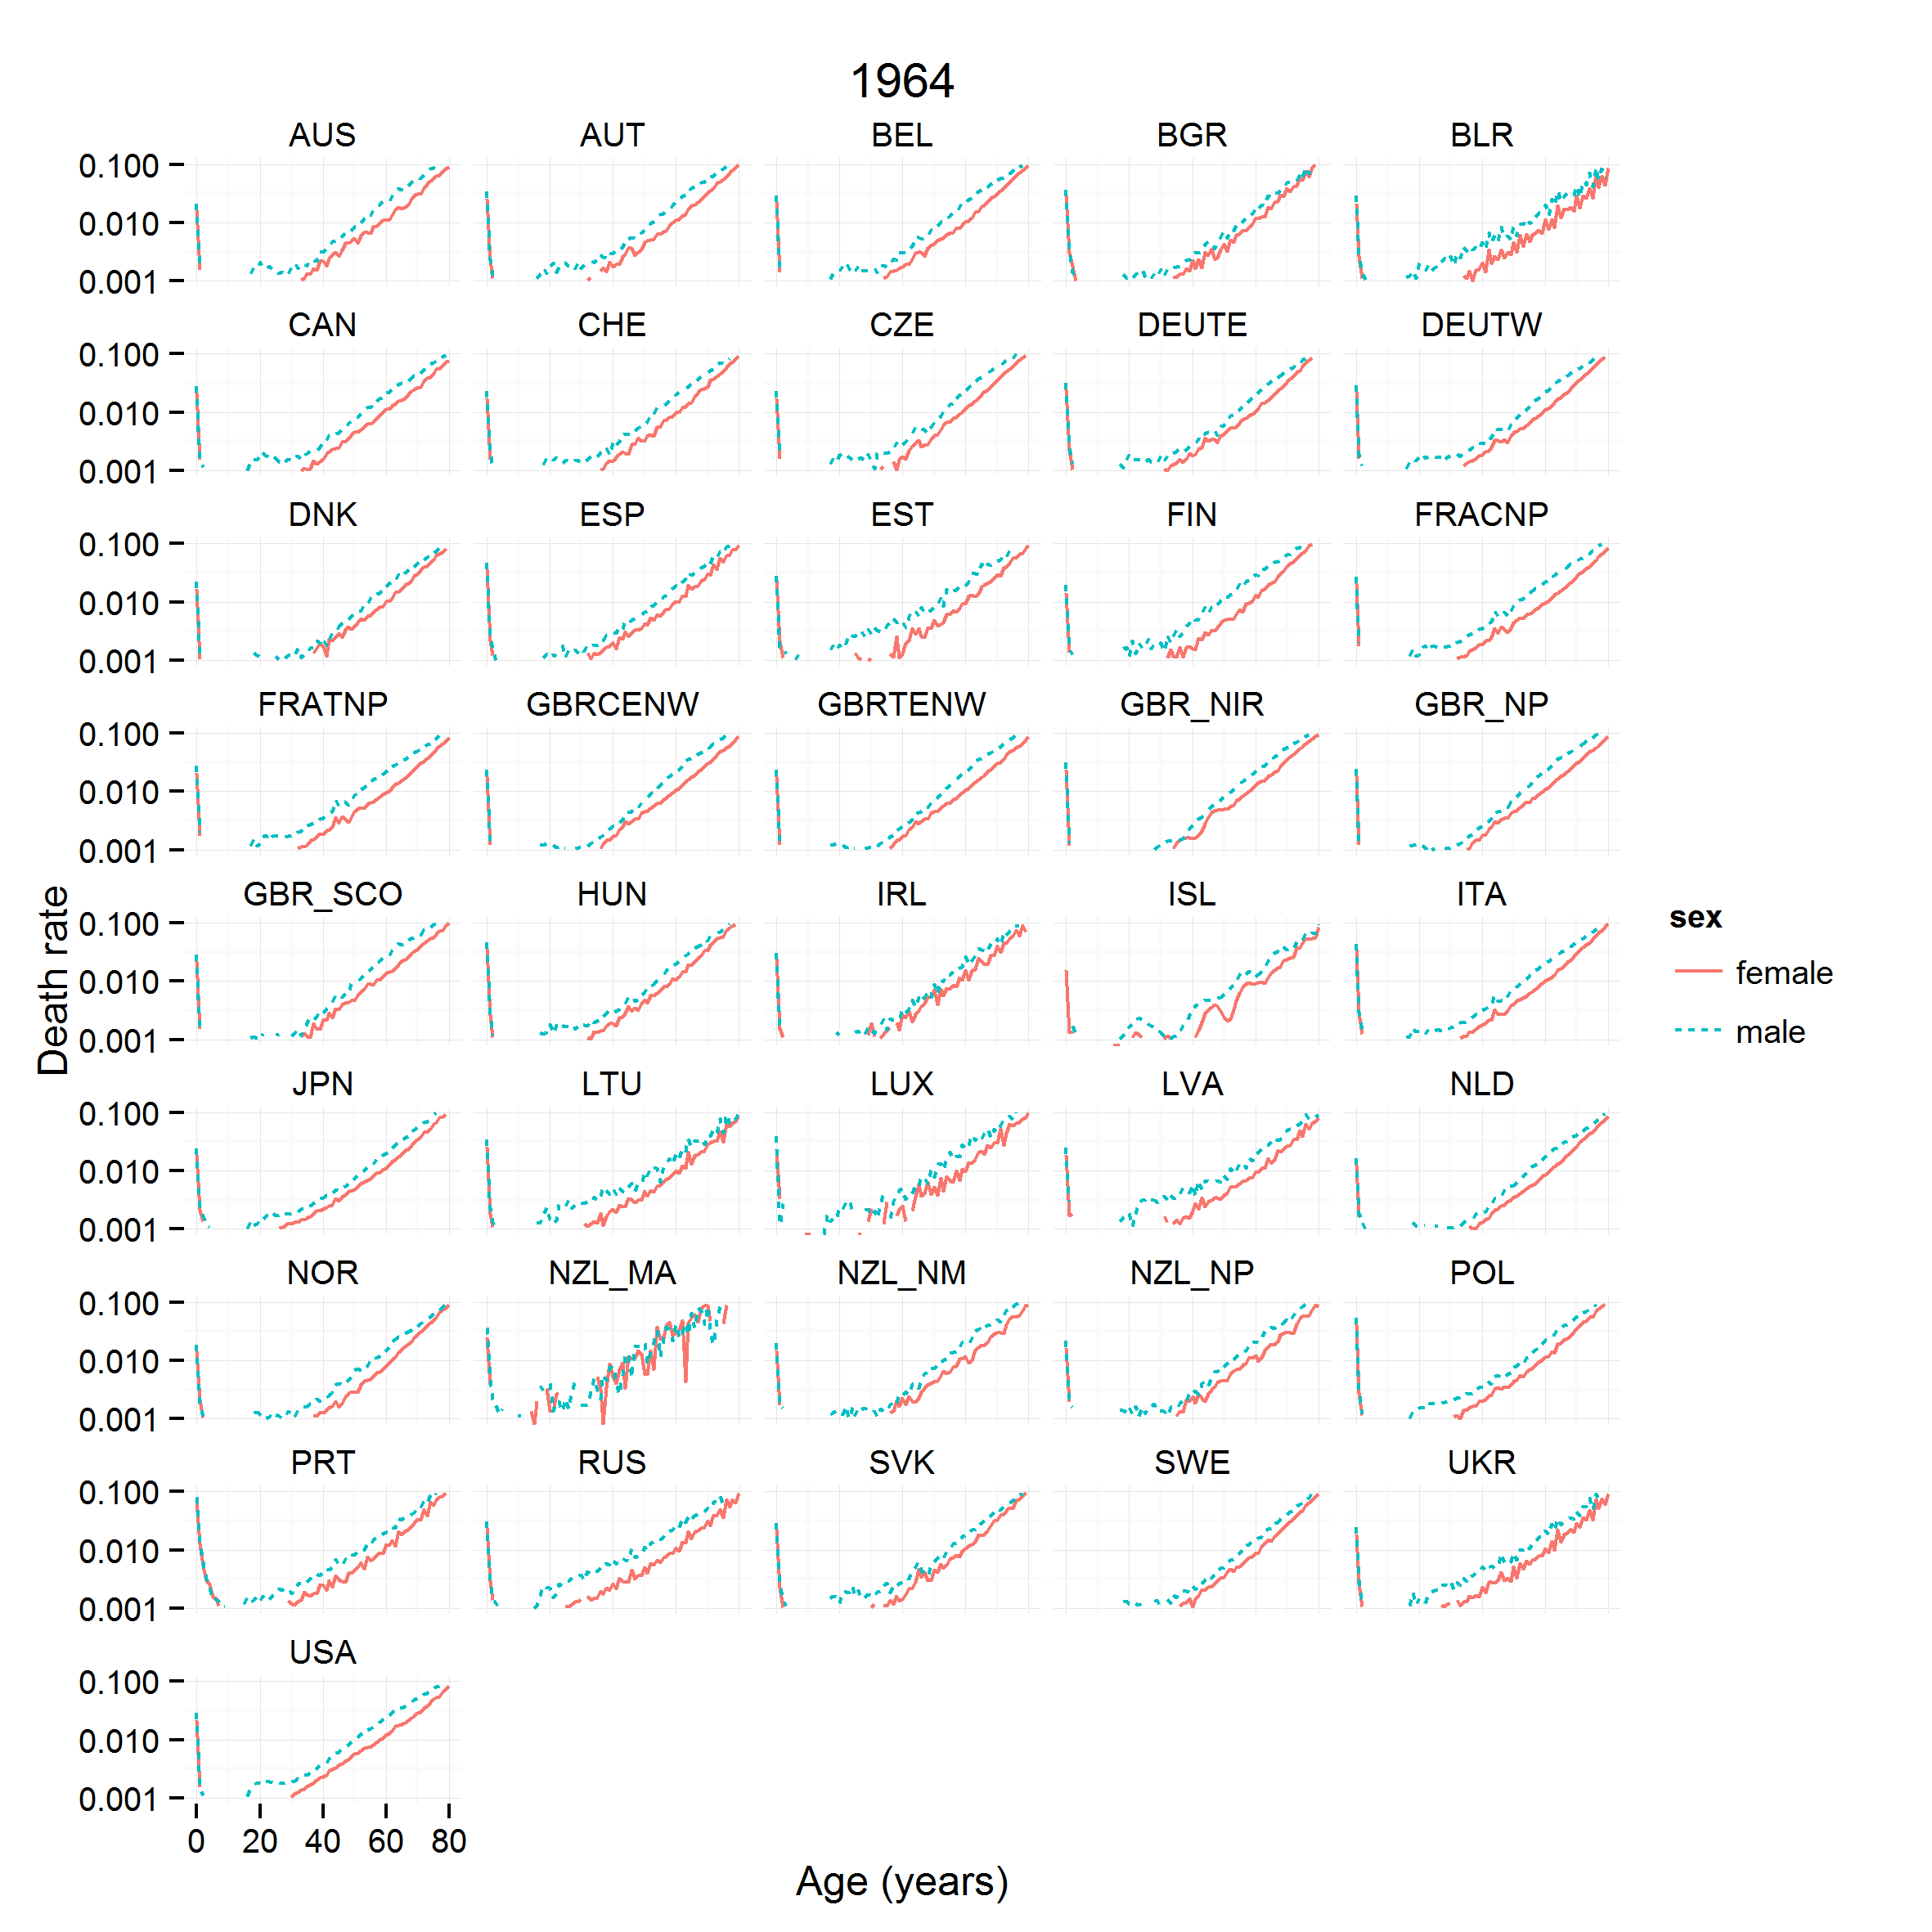 1964
AUS AUT BEL BGR BLR
0.100
0.010
0.001
CAN CHE CZE DEUTE DEUTW
0.100
0.010
0.001
DNK ESP EST FIN FRACNP
0.100
0.010
0.001
FRATNP GBRCENW GBRTENW GBR_NIR GBR_NP
0.100
0.010
0.001
GBR_SCO HUN IRL ISL ITA
0.100
0.010
0.001
JPN LTU LUX LVA NLD
0.100
0.010
0.001
NOR NZL_MA NZL_NM NZL_NP POL
0.100
0.010
0.001
PRT RUS SVK SWE UKR
0.100
0.010
0.001
USA
0.100
0.010
0.001
0 20 40 60 80
Age (years)
Death rate
sex
female
male